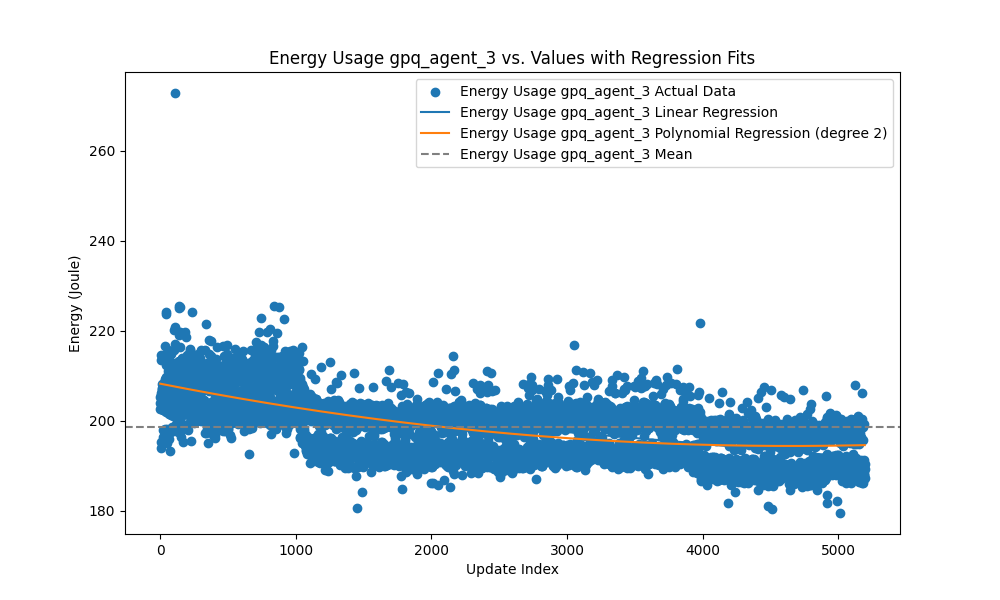 Energy Usage gpq_agent_3 vs. Values with Regression Fits
Energy Usage gpq_agent_3 Actual Data
Energy Usage gpq_agent_3 Linear Regression
Energy Usage gpq_agent_3 Polynomial Regression (degree 2)
Energy Usage gpq_agent_3 Mean
Energy (Joule)
260
240
220
200
180
0 1000 2000 3000 4000 5000
Update Index